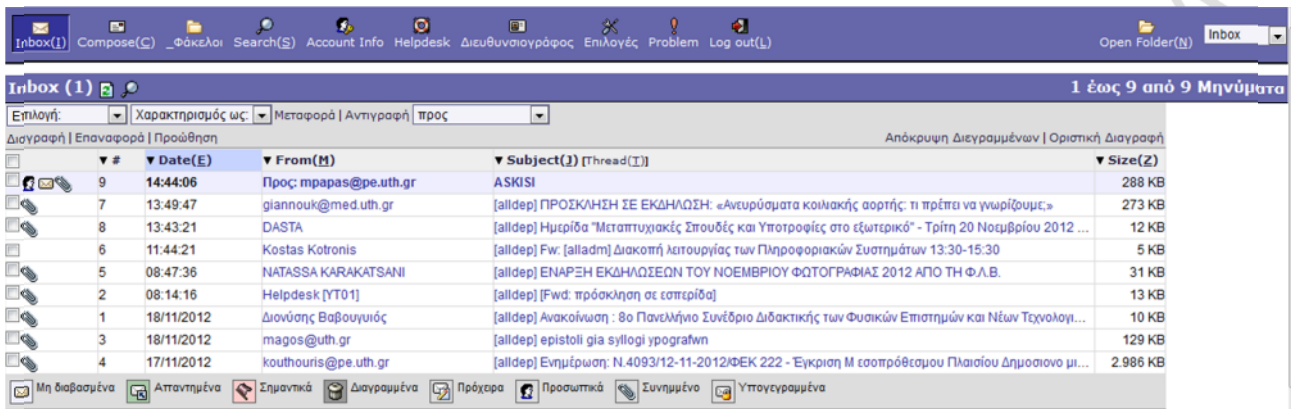 Inbox(I) Compose(C) _Φάκελοι Search(S) Account Info Helpdesk Διευθυνσιογράφος Επιλογές Problem Log out(L) Open Folder(N) Inbox
Inbox (1) 1 έως 9 από 9 Μηνύματα
Επιλογή: Χαρακτηρισμός ως: Μεταφορά | Αντιγραφή προς
Διαγραφή | Επαναφορά | Προώθηση Απόκρυψη Διεγραμμένων | Οριστική Διαγραφή
# Date(E) From(M) Subject(J) [Thread(T)] Size(Z)
9 14:44:06 Προς: mpapas@pe.uth.gr ASKISI 288 KB
7 13:49:47 giannouk@med.uth.gr [alldep] ΠΡΟΣΚΛΗΣΗ ΣΕ ΕΚΔΗΛΩΣΗ: «Ανευρύσματα κοιλιακής αορτής: τι πρέπει να γνωρίζουμε;» 273 KB
8 13:43:21 DASTA [alldep] Ημερίδα "Μεταπτυχιακές Σπουδές και Υποτροφίες στο εξωτερικό" - Τρίτη 20 Νοεμβρίου 2012 ... 12 KB
6 11:44:21 Kostas Kotronis [alldep] Fw: [alladm] Διακοπή λειτουργίας των Πληροφοριακών Συστημάτων 13:30-15:30 5 KB
5 08:47:36 NATASSA KARAKATSANI [alldep] ΕΝΑΡΞΗ ΕΚΔΗΛΩΣΕΩΝ ΤΟΥ ΝΟΕΜΒΡΙΟΥ ΦΩΤΟΓΡΑΦΙΑΣ 2012 ΑΠΟ ΤΗ Φ.Λ.Β. 31 KB
2 08:14:16 Helpdesk [YT01] [alldep] [Fwd: πρόσκληση σε εσπερίδα] 13 KB
1 18/11/2012 Διονύσης Βαβουγυιός [alldep] Ανακοίνωση : 8ο Πανελλήνιο Συνέδριο Διδακτικής των Φυσικών Επιστημών και Νέων Τεχνολογι... 10 KB
3 18/11/2012 magos@uth.gr [alldep] epistoli gia syllogi ypografwn 129 KB
4 17/11/2012 kouthouris@pe.uth.gr [alldep] Ενημέρωση: Ν.4093/12-11-2012/ΦΕΚ 222 - Έγκριση Μ εσοπρόθεσμου Πλαισίου Δημοσιονο μι... 2.986 KB
Μη διαβασμένα Απαντημένα Σημαντικά Διαγραμμένα Πρόχειρα Προσωπικά Συνημμένο Υπογεγραμμένα